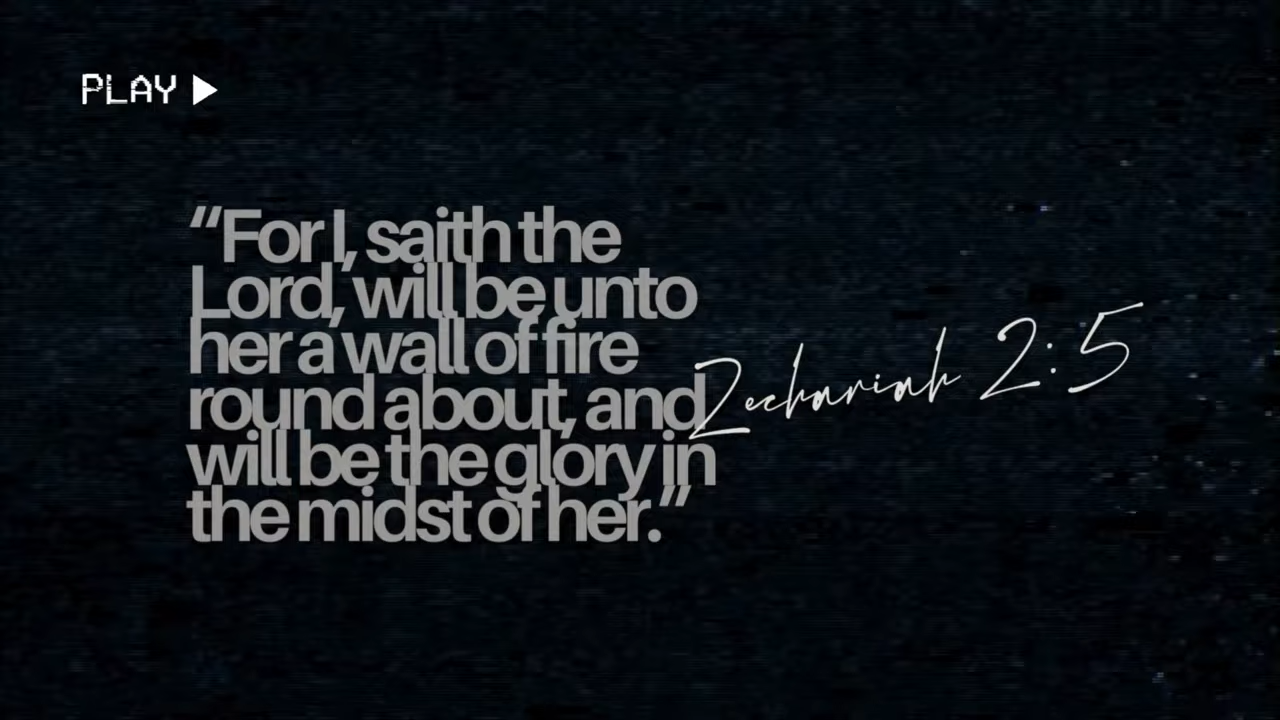 PLAY
“For I, saith the
Lord, will be unto
her a wall of fire
round about, and
will be the glory in
the midst of her.”
Zechariah 2:5